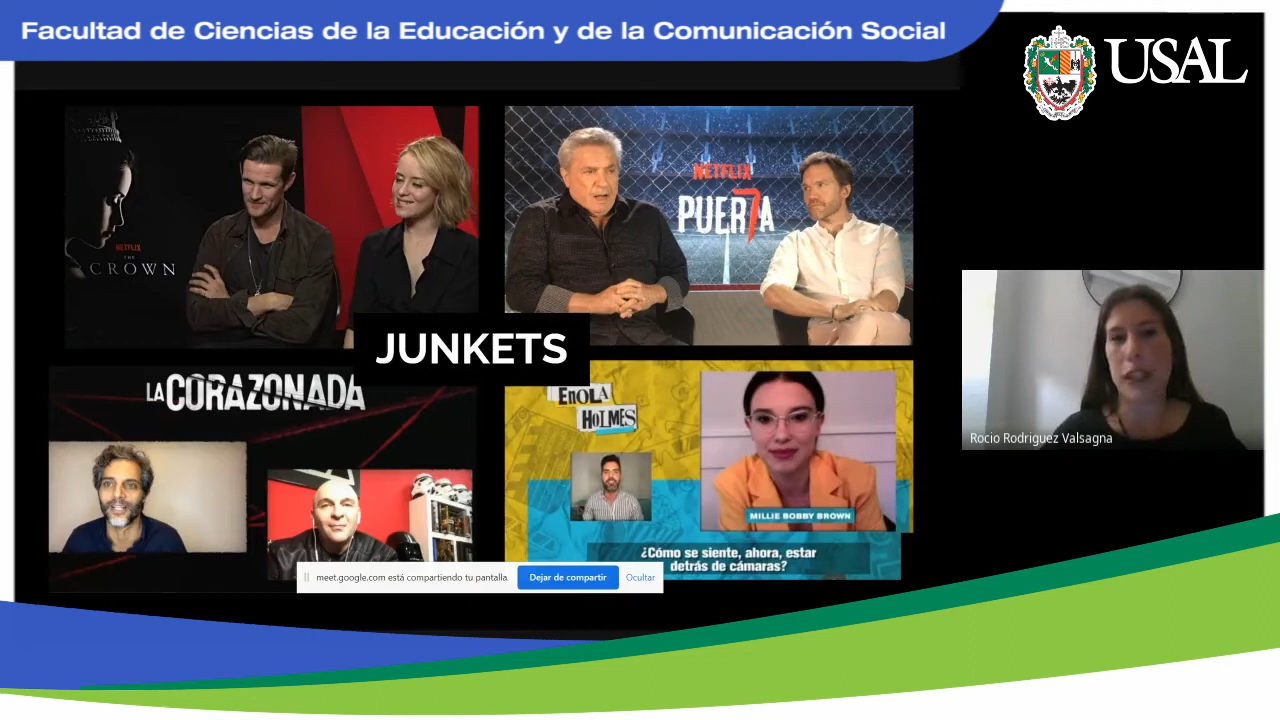 Facultad de Ciencias de la Educación y de la Comunicación Social
USAL
NETFLIX
THE
CROWN
NETFLIX
PUER7A
JUNKETS
LA CORAZONADA
ENOLA
HOLMES
MILLIE BOBBY BROWN
¿Cómo se siente, ahora, estar
detrás de cámaras?
meet.google.com está compartiendo tu pantalla.
Dejar de compartir
Ocultar
Rocio Rodriguez Valsagna